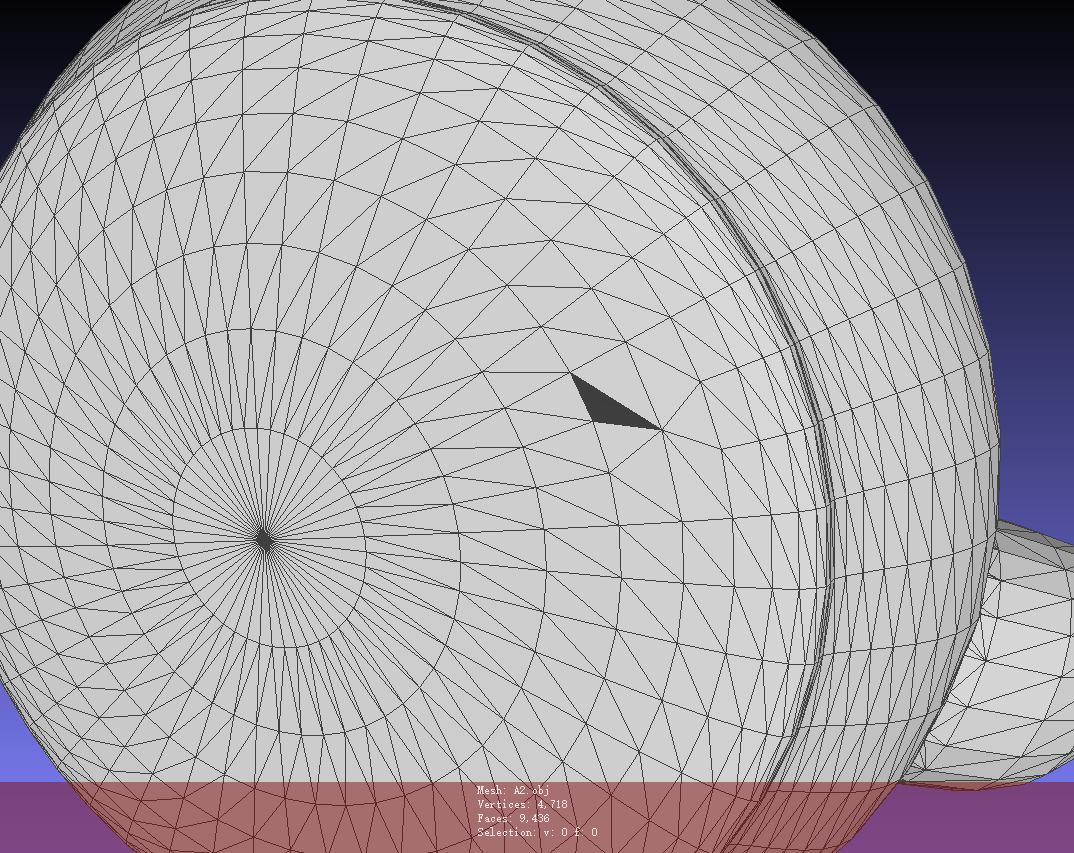 Mesh: A2.obj
Vertices: 4,718
Faces: 9,436
Selection: v: 0 f: 0